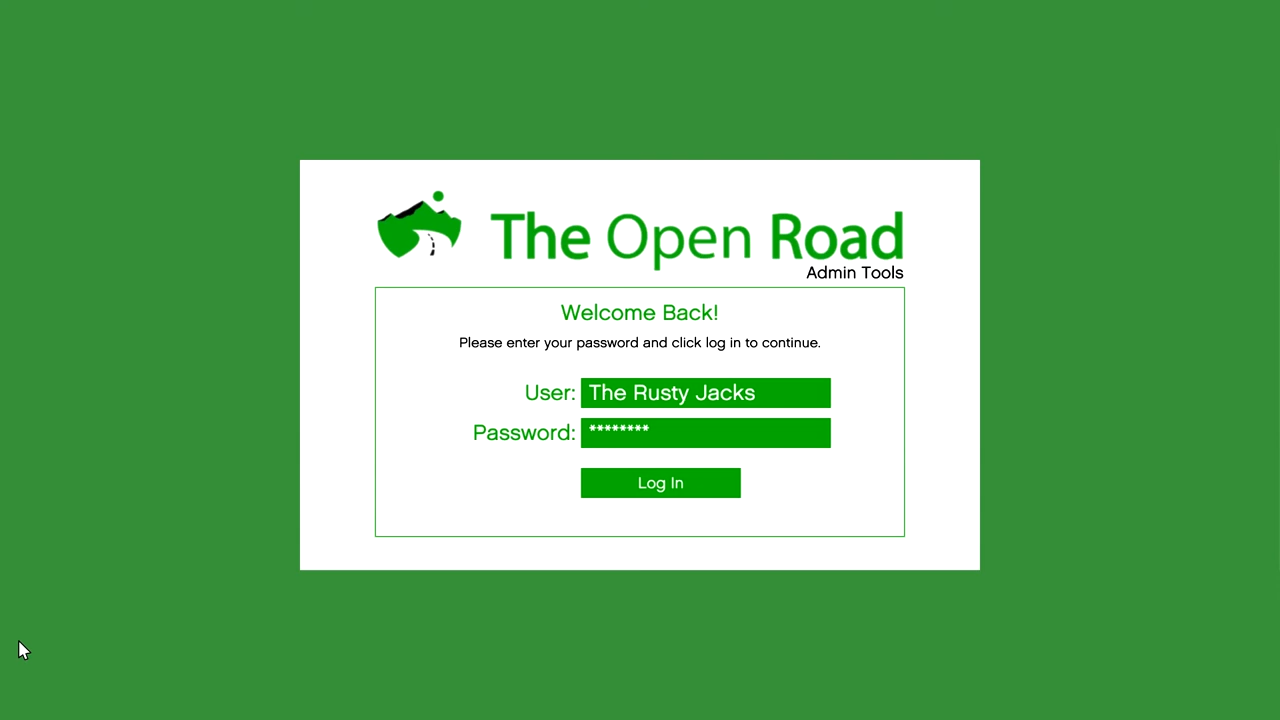 The Open Road
Admin Tools
Welcome Back!
Please enter your password and click log in to continue.
User: The Rusty Jacks
Password: ********
Log In